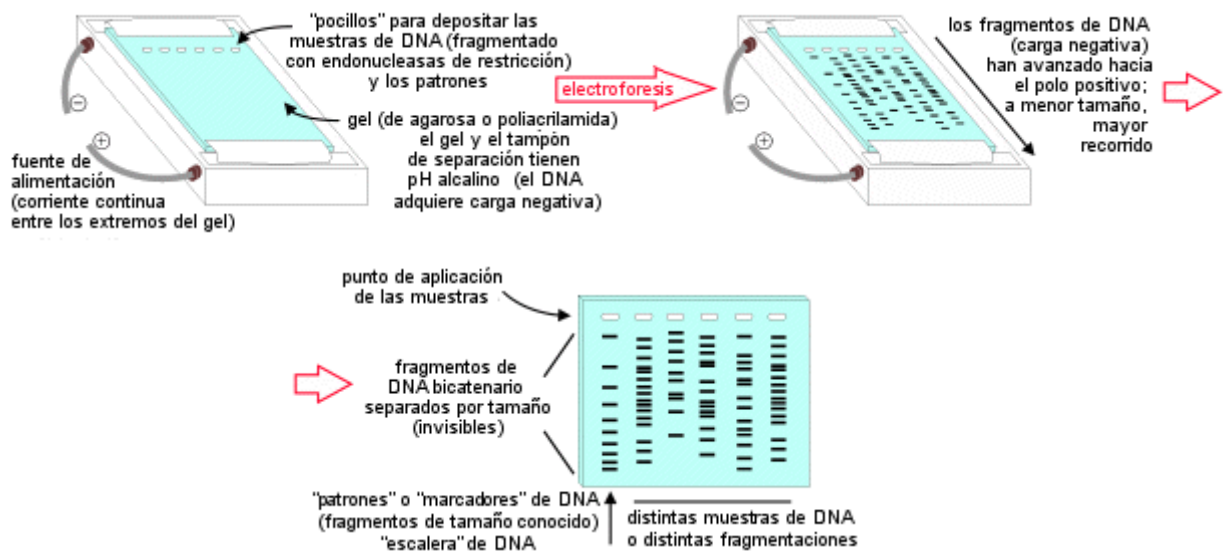 "pocillos" para depositar las
muestras de DNA (fragmentado
con endonucleasas de restricción)
y los patrones
gel (de agarosa o poliacrilamida)
el gel y el tampón
de separación tienen
pH alcalino (el DNA
adquiere carga negativa)
−
+
fuente de
alimentación
(corriente continua
entre los extremos del gel)
electroforesis
−
+
los fragmentos de DNA
(carga negativa)
han avanzado hacia
el polo positivo;
a menor tamaño,
mayor
recorrido
punto de aplicación
de las muestras
fragmentos de
DNA bicatenario
separados por tamaño
(invisibles)
"patrones" o "marcadores" de DNA
(fragmentos de tamaño conocido)
"escalera" de DNA
distintas muestras de DNA
o distintas fragmentaciones